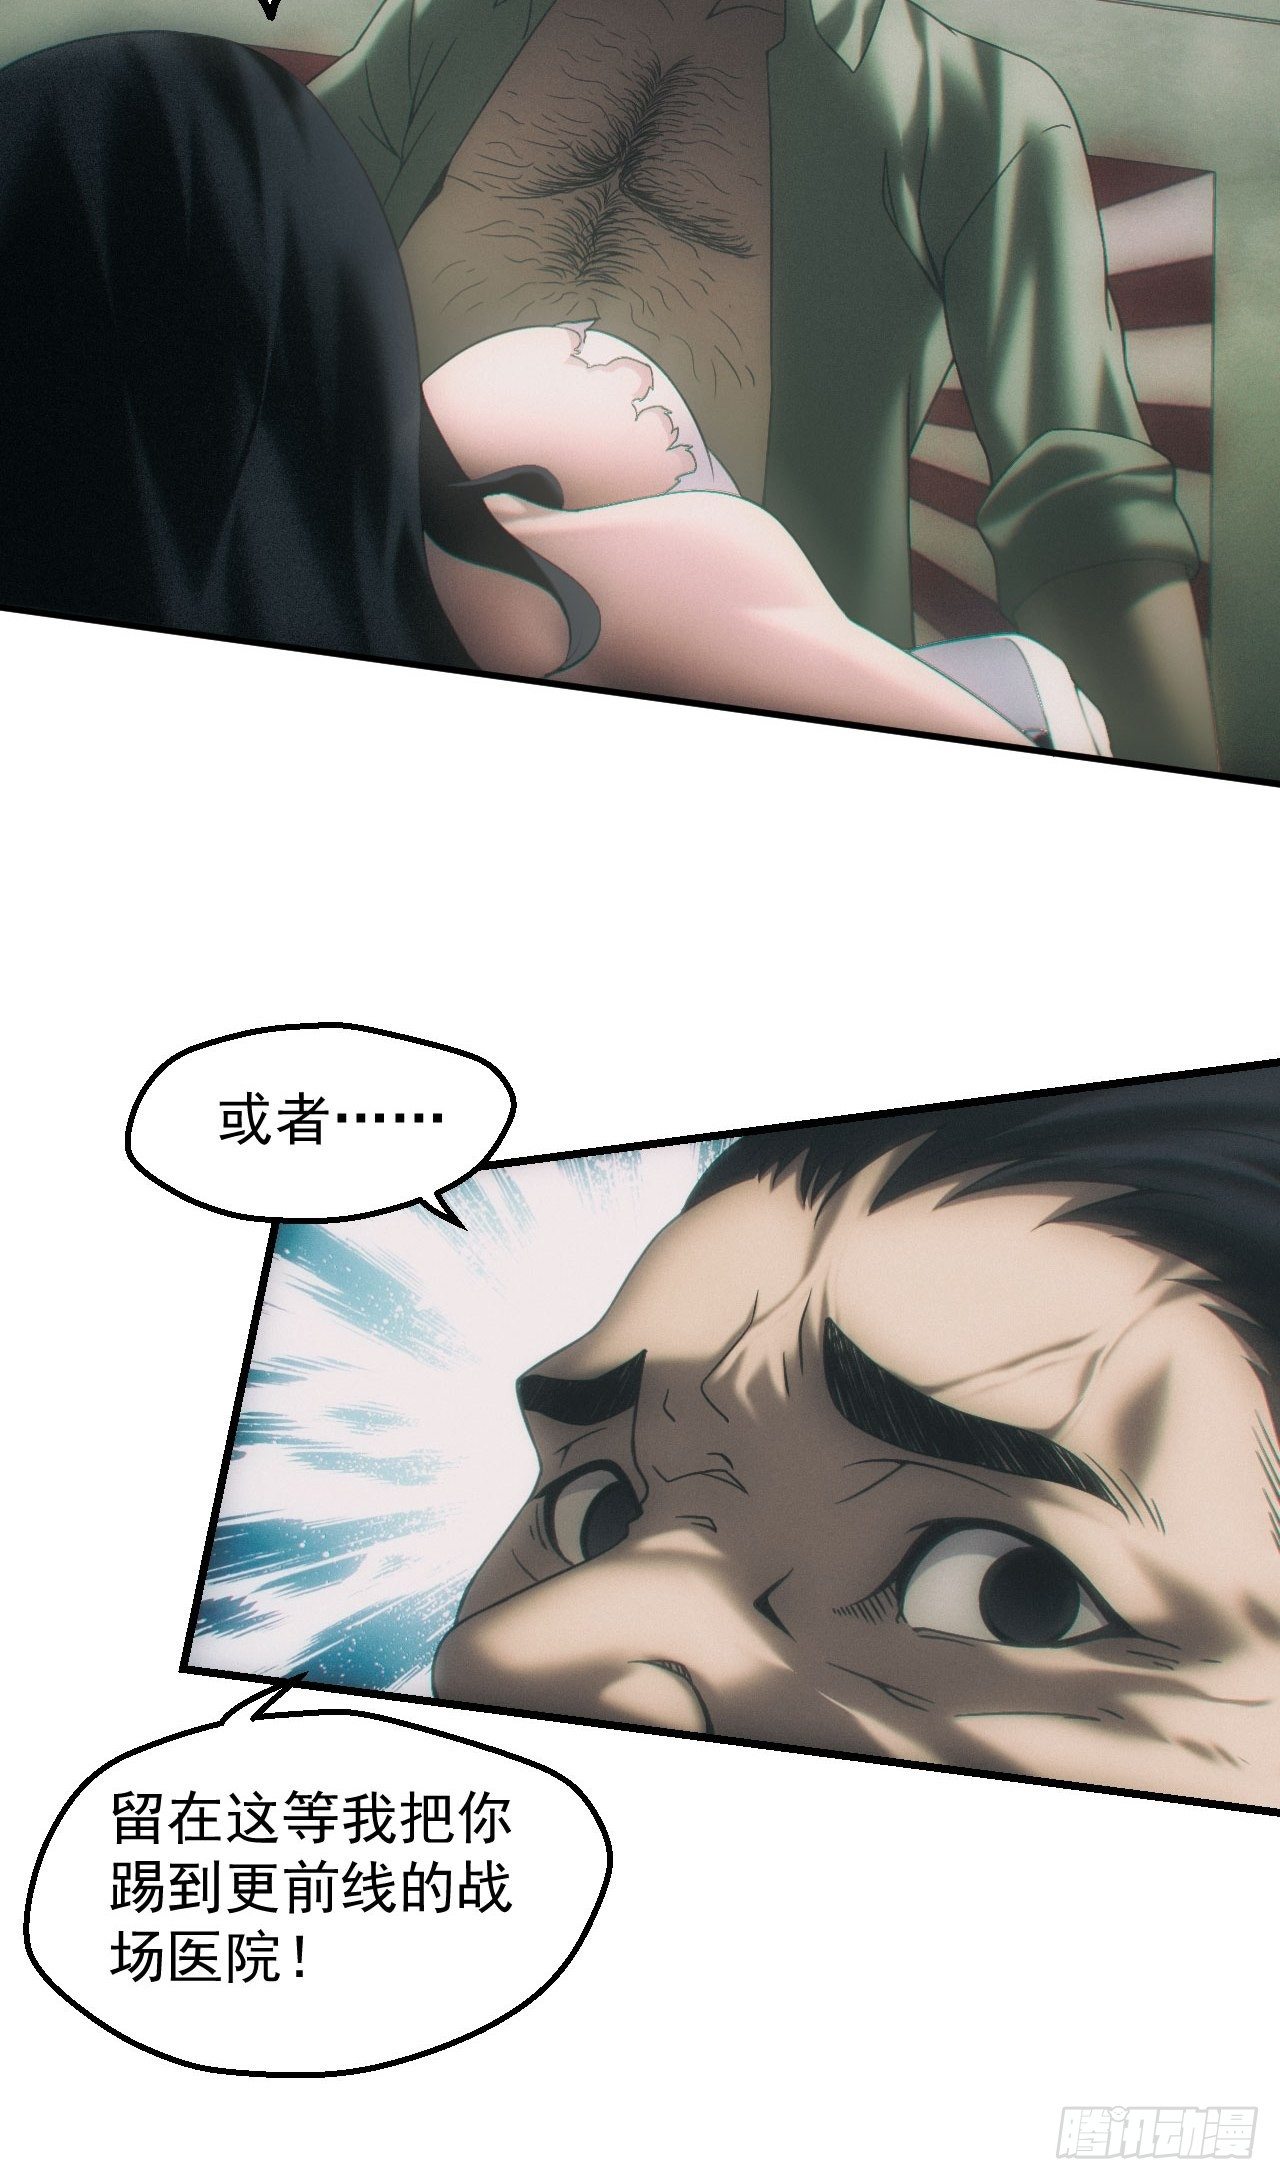 或者……
留在这等我把你
踢到更前线的战
场医院！
腾讯动漫